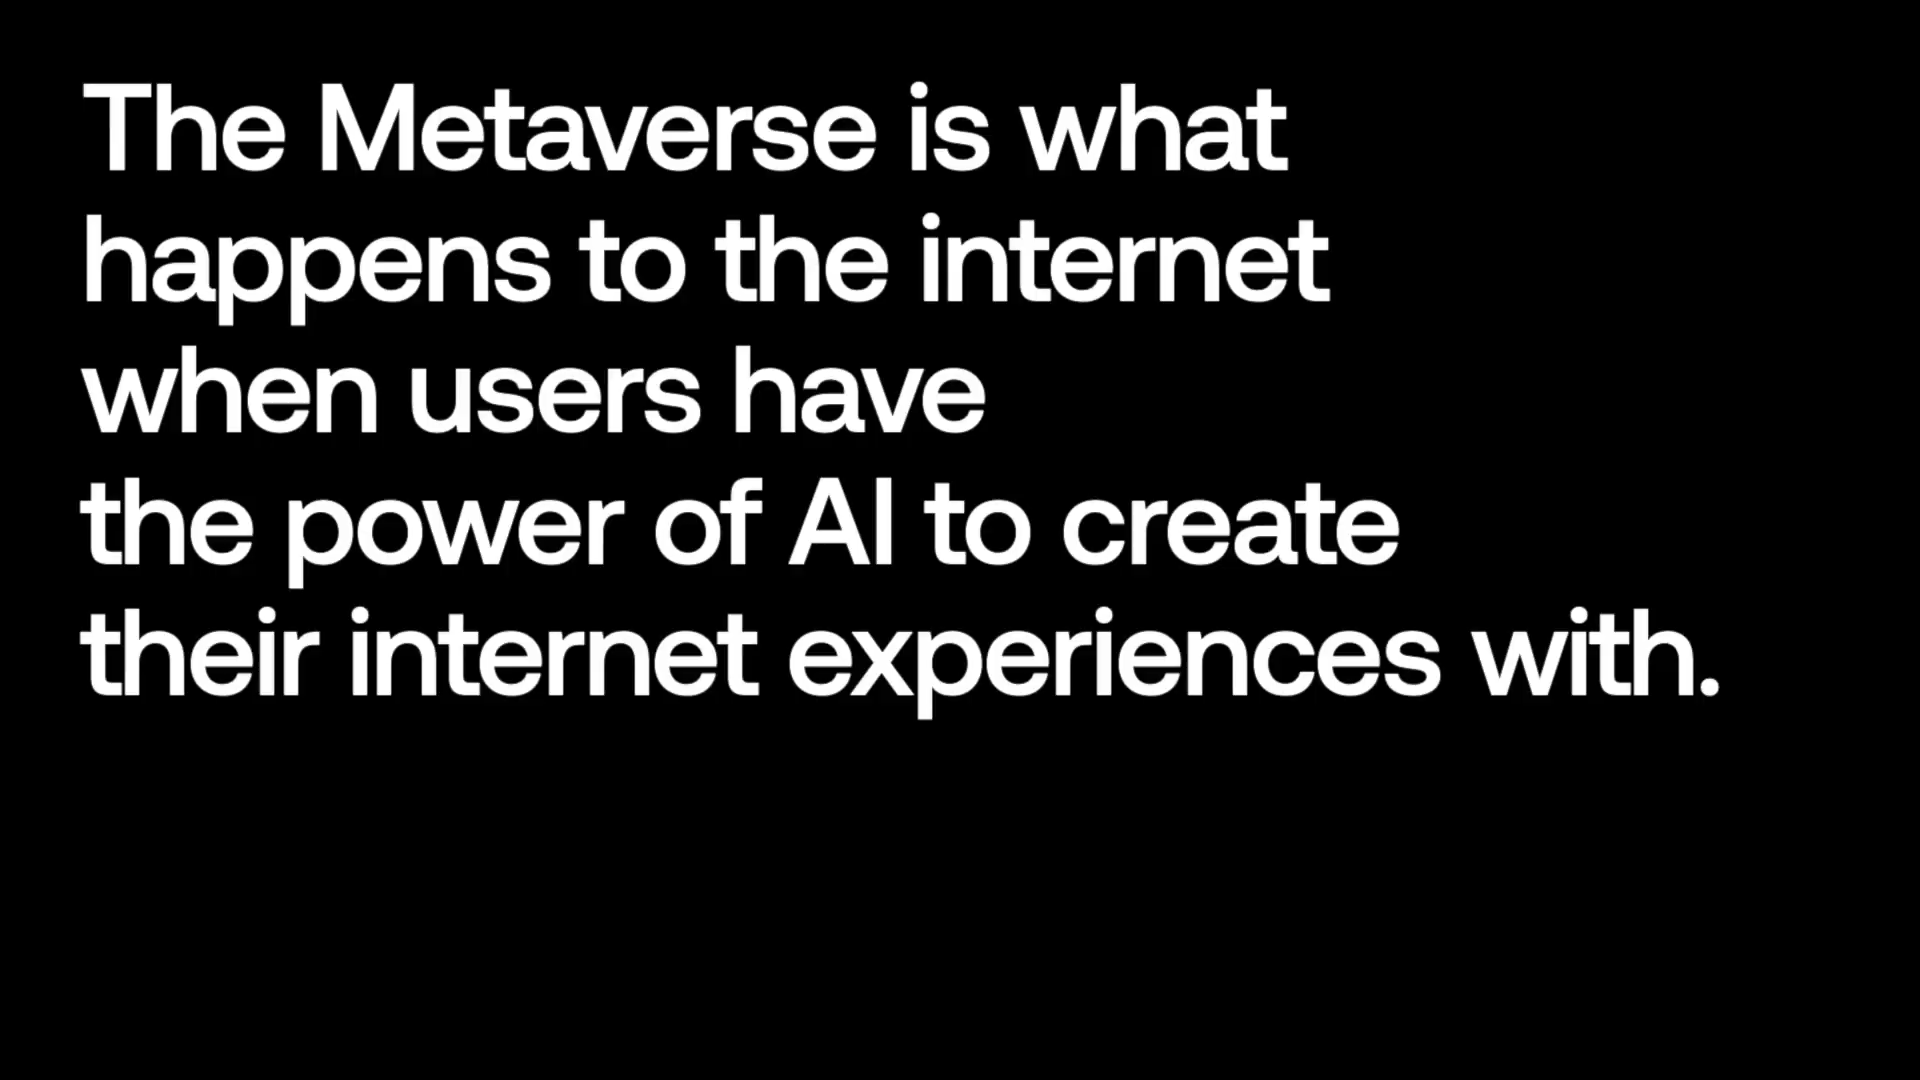 The Metaverse is what
happens to the internet
when users have
the power of AI to create
their internet experiences with.